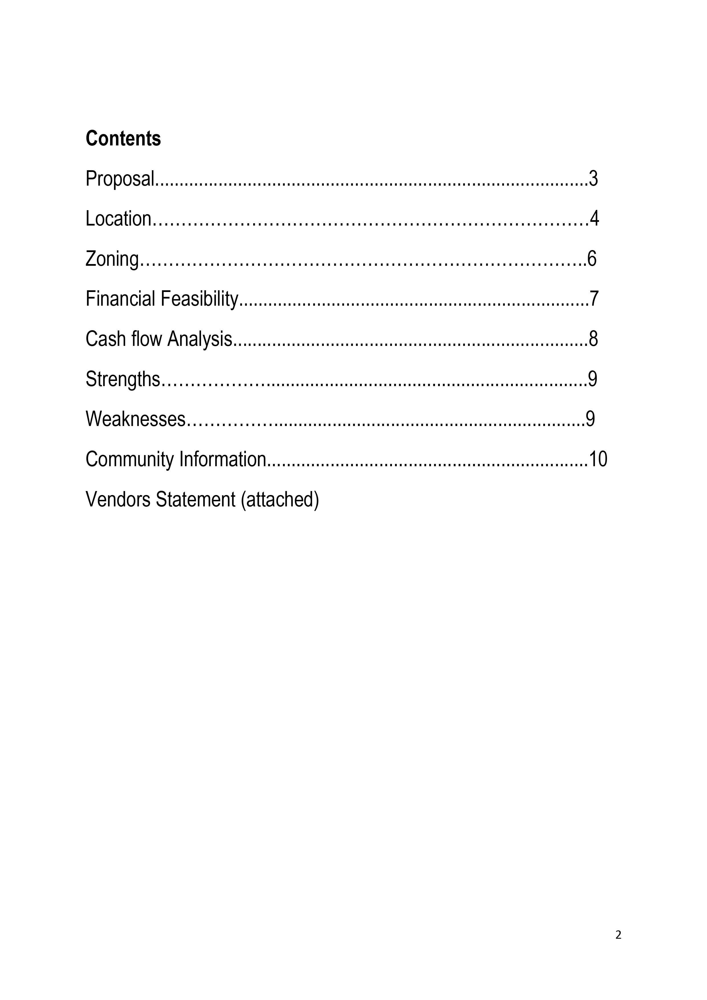 Contents
Proposal.........................................................................................3
Location…………………………………………………………………4
Zoning…………………………………………………………………..6
Financial Feasibility........................................................................7
Cash flow Analysis.........................................................................8
Strengths………………..................................................................9
Weaknesses……………................................................................9
Community Information..................................................................10
Vendors Statement (attached)
2